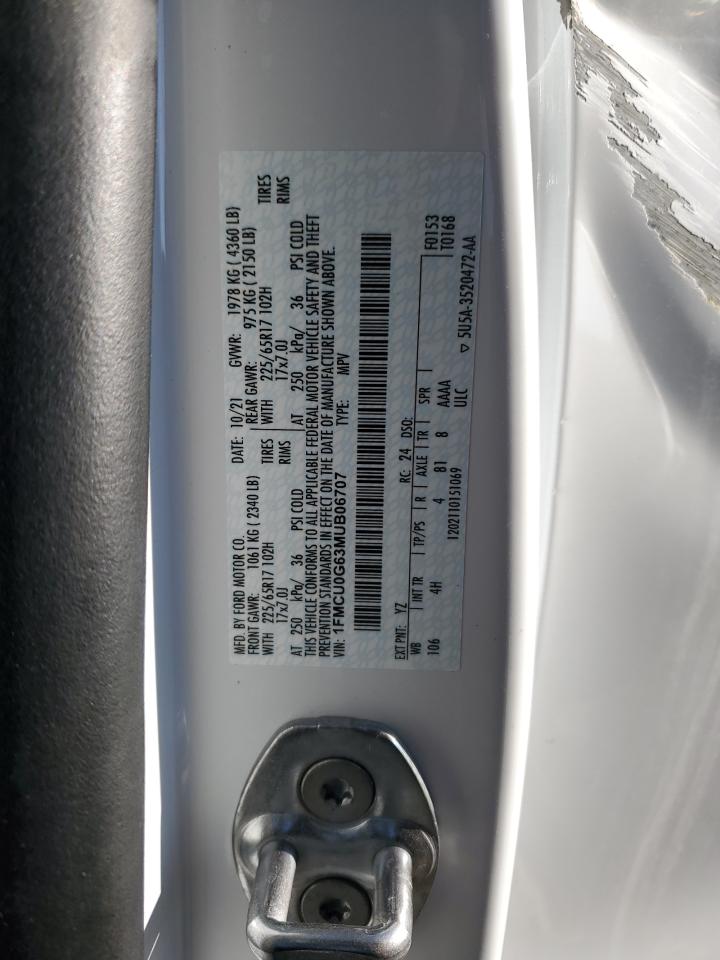 MFD. BY FORD MOTOR CO.
DATE: 10/21 GVWR: 1978 KG ( 4360 LB)
FRONT GAWR: 1061 KG ( 2340 LB)
REAR GAWR: 975 KG ( 2150 LB)
WITH 225/65R17 102H TIRES
WITH 225/65R17 102H TIRES
17x7.0J RIMS
17x7.0J RIMS
AT 250 kPa/ 36 PSI COLD
AT 250 kPa/ 36 PSI COLD
THIS VEHICLE CONFORMS TO ALL APPLICABLE FEDERAL MOTOR VEHICLE SAFETY AND THEFT
PREVENTION STANDARDS IN EFFECT ON THE DATE OF MANUFACTURE SHOWN ABOVE.
VIN: 1FMCU0G63MUB06707 TYPE: MPV
EXT PNT: YZ RC: 24 DSO: F0153
WB INT TR TP/PS R AXLE TR SPR T0168
106 4H 4 81 8 AAAA
1202110151069 ULC ▽ 5U5A-3520472-AA